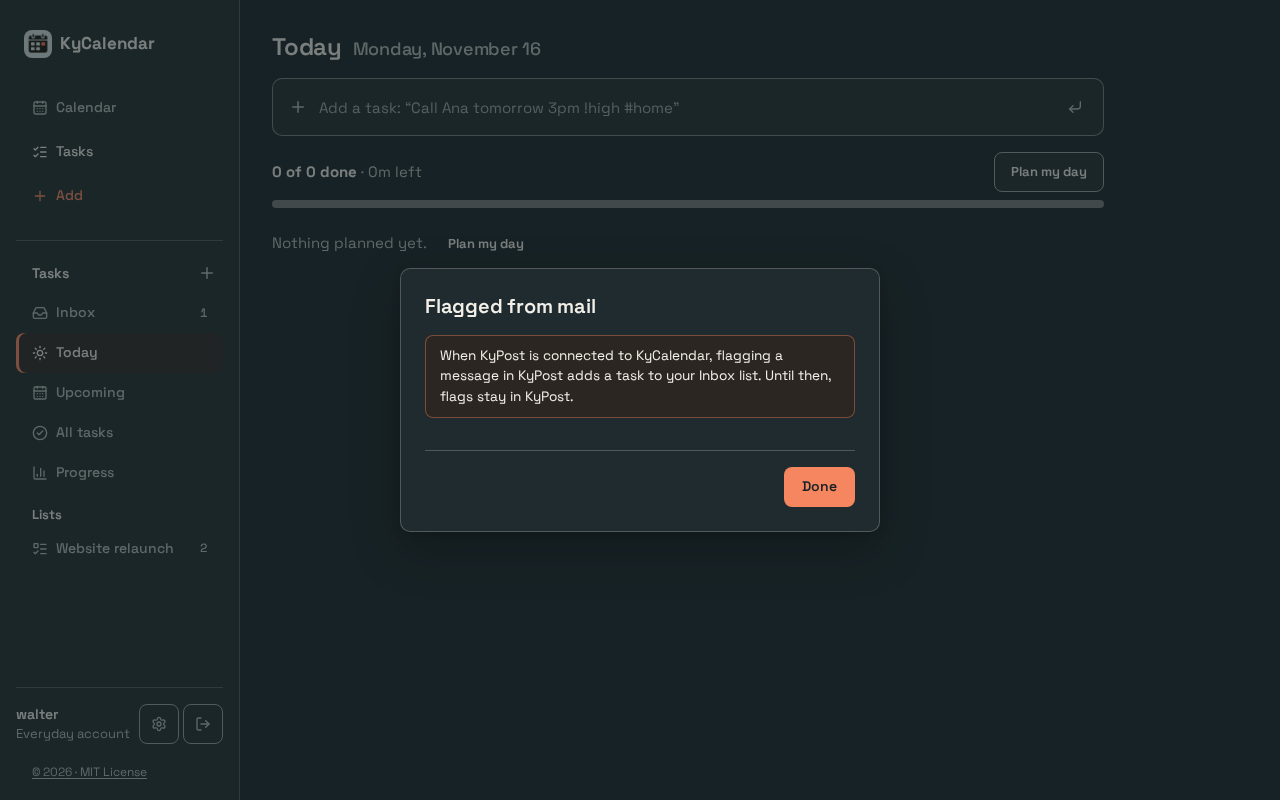 KyCalendar
Calendar
Tasks
Add
Tasks
Inbox 1
Today
Upcoming
All tasks
Progress
Lists
Website relaunch 2
walter
Everyday account
© 2026 · MIT License
Today Monday, November 16
Add a task: “Call Ana tomorrow 3pm !high #home”
0 of 0 done · 0m left
Plan my day
Nothing planned yet. Plan my day
Flagged from mail
When KyPost is connected to KyCalendar, flagging a
message in KyPost adds a task to your Inbox list. Until then,
flags stay in KyPost.
Done